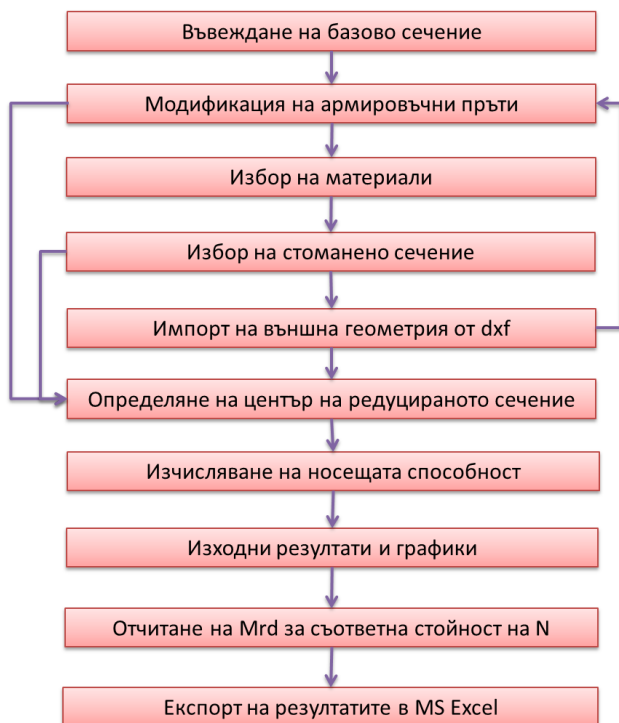 Въвеждане на базово сечение
Модификация на армировъчни пръти
Избор на материали
Избор на стоманено сечение
Импорт на външна геометрия от dxf
Определяне на център на редуцираното сечение
Изчисляване на носещата способност
Изходни резултати и графики
Отчитане на Mrd за съответна стойност на N
Експорт на резултатите в MS Excel